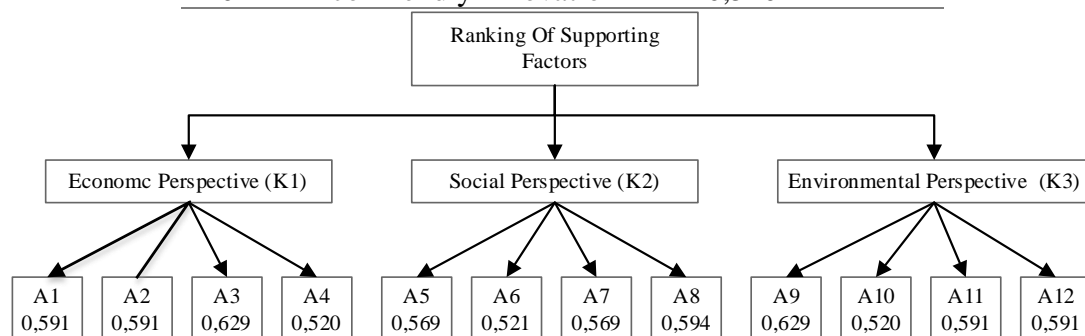 Ranking Of Supporting
Factors
Economc Perspective (K1)
Social Perspective (K2)
Environmental Perspective (K3)
A1
0,591
A2
0,591
A3
0,629
A4
0,520
A5
0,569
A6
0,521
A7
0,569
A8
0,594
A9
0,629
A10
0,520
A11
0,591
A12
0,591